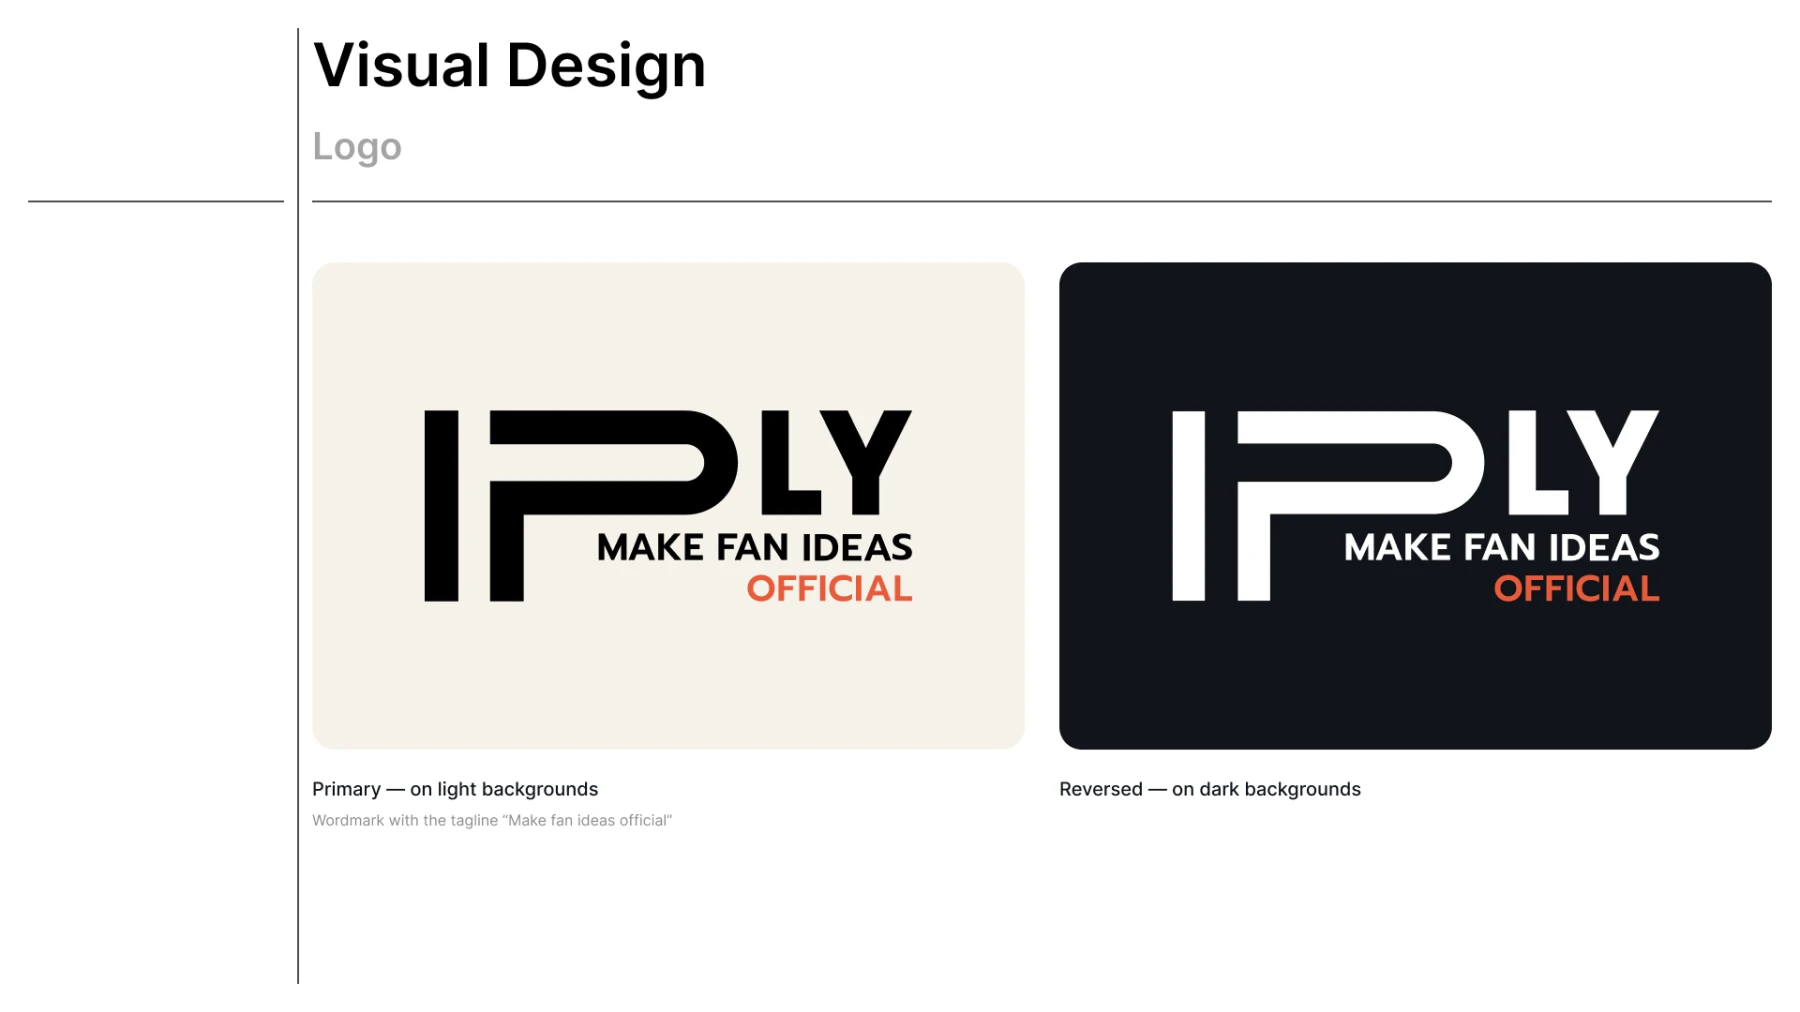 Visual Design
Logo
IPLY
MAKE FAN IDEAS
OFFICIAL
IPLY
MAKE FAN IDEAS
OFFICIAL
Primary — on light backgrounds
Wordmark with the tagline “Make fan ideas official”
Reversed — on dark backgrounds